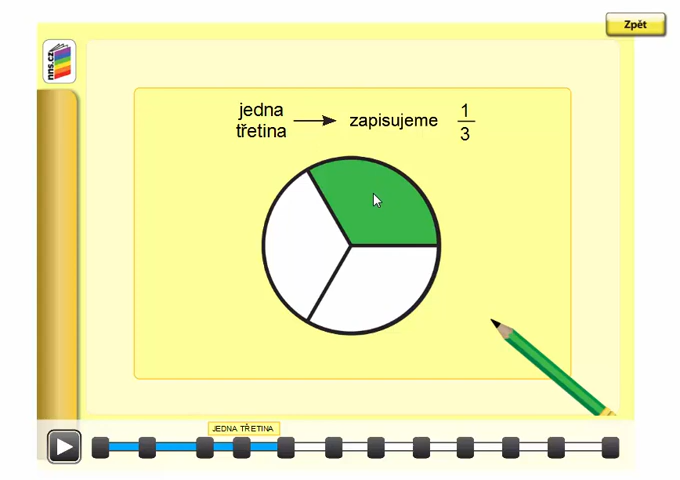 Zpět
nns.cz
jedna
třetina
zapisujeme
1
3
JEDNA TŘETINA